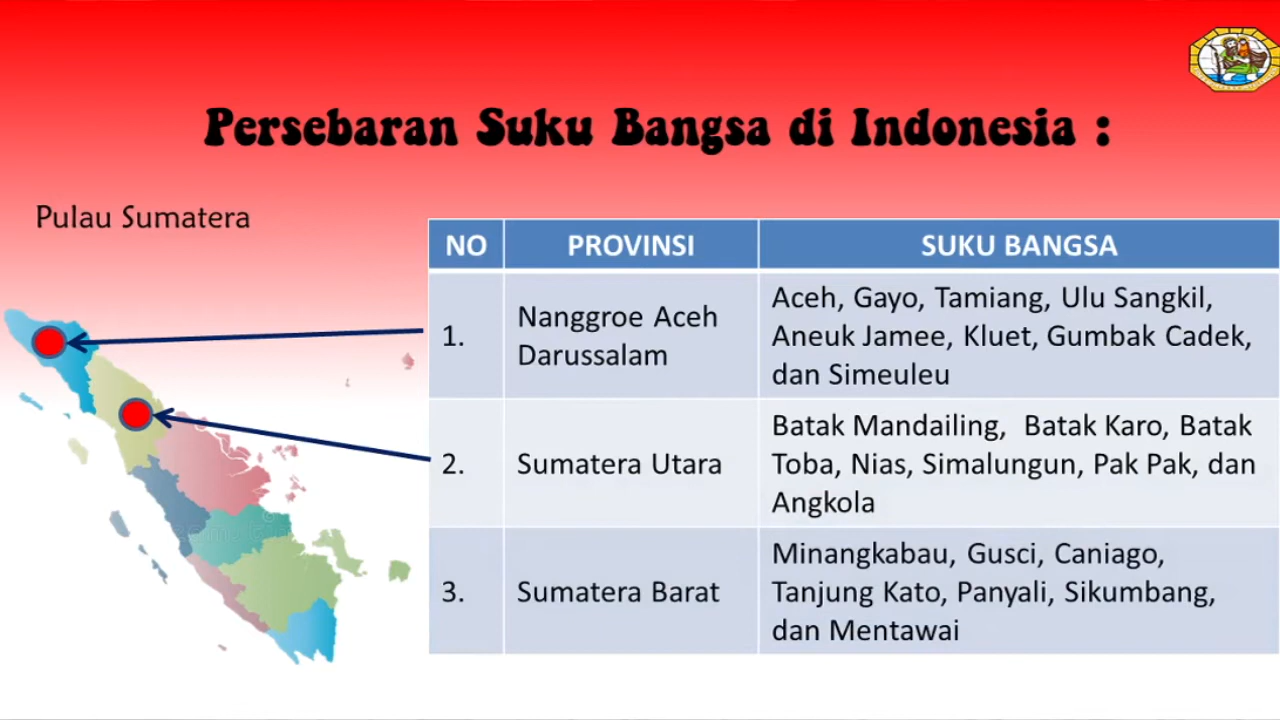 Persebaran Suku Bangsa di Indonesia :
Pulau Sumatera
NO PROVINSI SUKU BANGSA
1. Nanggroe Aceh Darussalam
Aceh, Gayo, Tamiang, Ulu Sangkil,
Aneuk Jamee, Kluet, Gumbak Cadek,
dan Simeuleu
2. Sumatera Utara
Batak Mandailing, Batak Karo, Batak
Toba, Nias, Simalungun, Pak Pak, dan
Angkola
3. Sumatera Barat
Minangkabau, Gusci, Caniago,
Tanjung Kato, Panyali, Sikumbang,
dan Mentawai